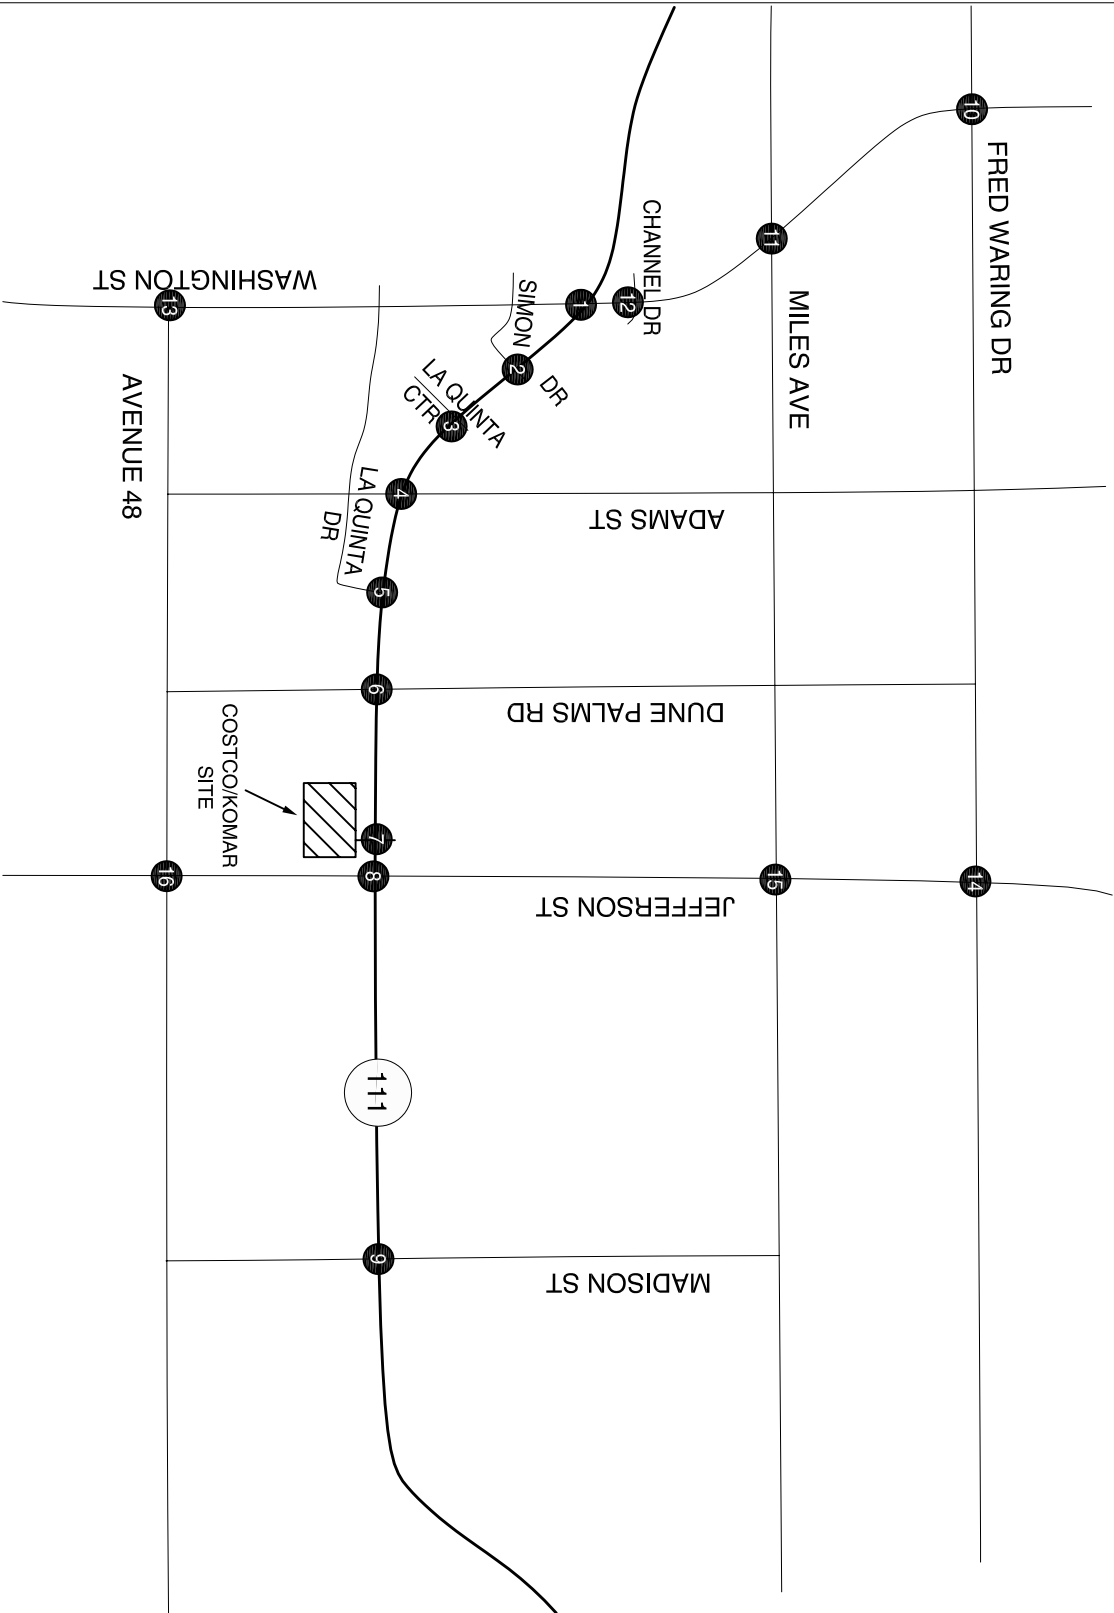 FRED WARING DR
10
14
MILES AVE
11
15
CHANNEL DR
12
WASHINGTON ST
1
SIMON
DR
2
LA QUINTA
CTR
3
ADAMS ST
4
LA QUINTA
DR
5
DUNE PALMS RD
6
7
JEFFERSON ST
8
111
MADISON ST
9
COSTCO/KOMAR
SITE
13
AVENUE 48
16